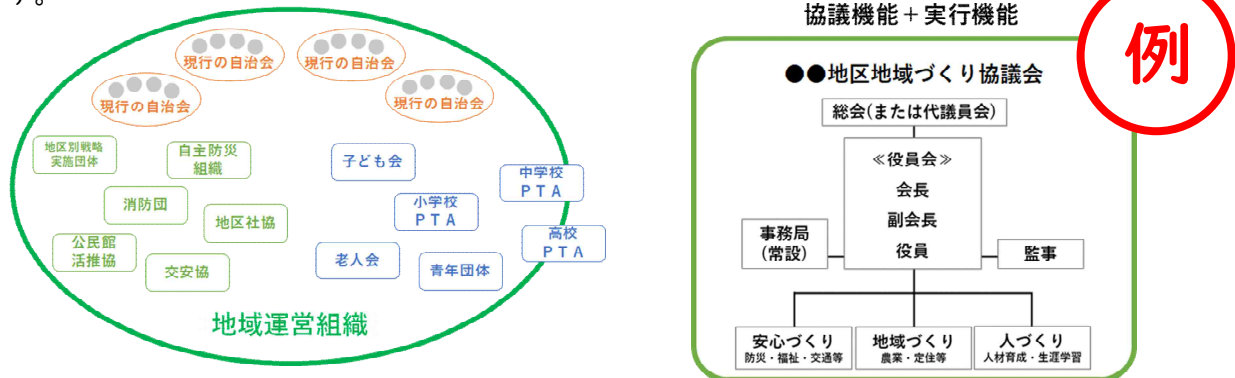 す。
現行の自治会
現行の自治会
現行の自治会
現行の自治会
地区別戦略
実施団体
自主防災
組織
消防団
地区社協
公民館
活推協
交安協
子ども会
中学校
ＰＴＡ
小学校
ＰＴＡ
高校
ＰＴＡ
老人会
青年団体
地域運営組織
協議機能＋実行機能
例
●●地区地域づくり協議会
総会(または代議員会)
≪役員会≫
会長
副会長
役員
事務局
(常設)
監事
安心づくり
防災・福祉・交通等
地域づくり
農業・定住等
人づくり
人材育成・生涯学習